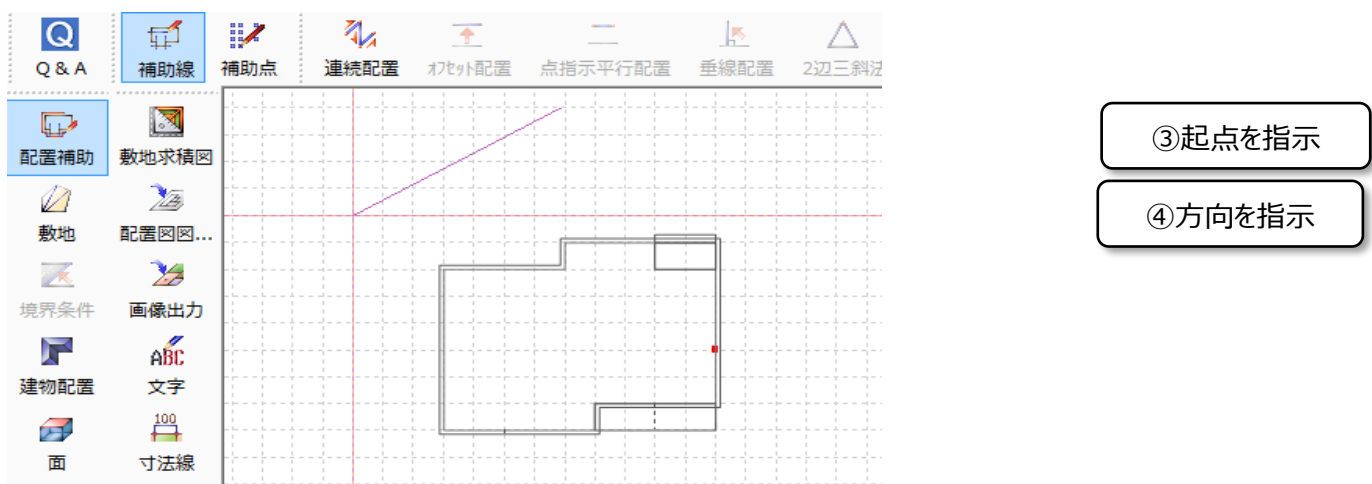 Q & A
補助線
補助点
連続配置
オフセット配置
点指示平行配置
垂線配置
2辺三斜法
配置補助
敷地求積図
敷地
配置図図...
境界条件
画像出力
建物配置
ABC
文字
面
100
寸法線
③起点を指示
④方向を指示